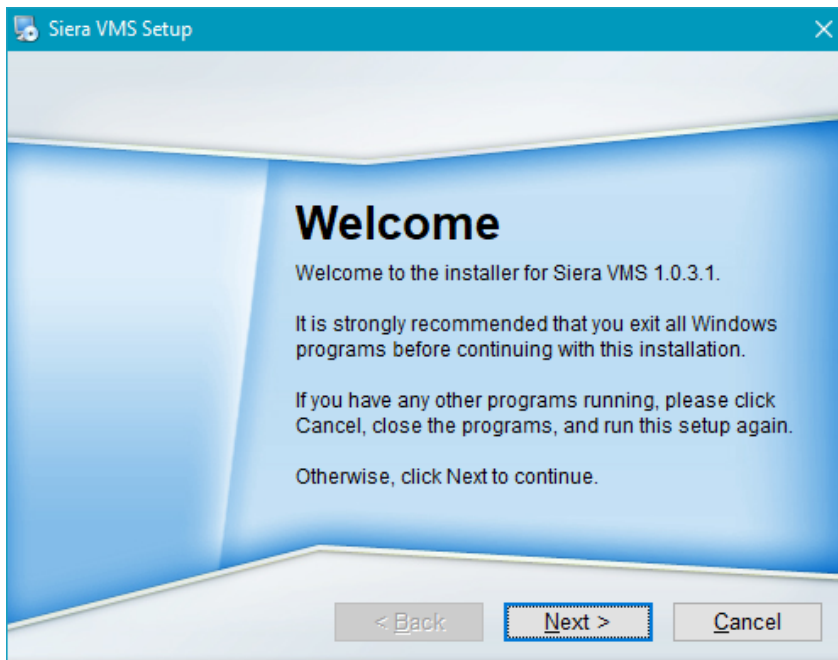 Siera VMS Setup
Welcome
Welcome to the installer for Siera VMS 1.0.3.1.
It is strongly recommended that you exit all Windows
programs before continuing with this installation.
If you have any other programs running, please click
Cancel, close the programs, and run this setup again.
Otherwise, click Next to continue.
< Back
Next >
Cancel